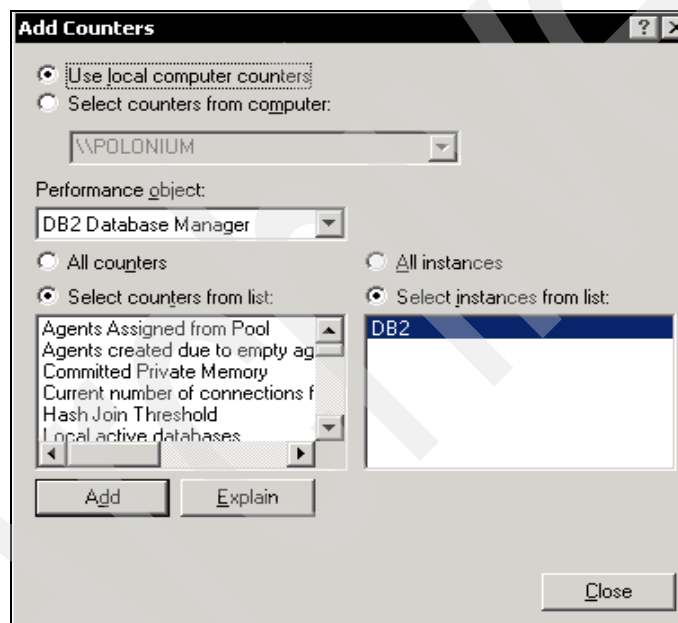 Add Counters
Use local computer counters
Select counters from computer:
\\POLONIUM
Performance object:
DB2 Database Manager
All counters
All instances
Select counters from list:
Select instances from list:
Agents Assigned from Pool
Agents created due to empty ag
Committed Private Memory
Current number of connections f
Hash Join Threshold
Local active databases
DB2
Add
Explain
Close